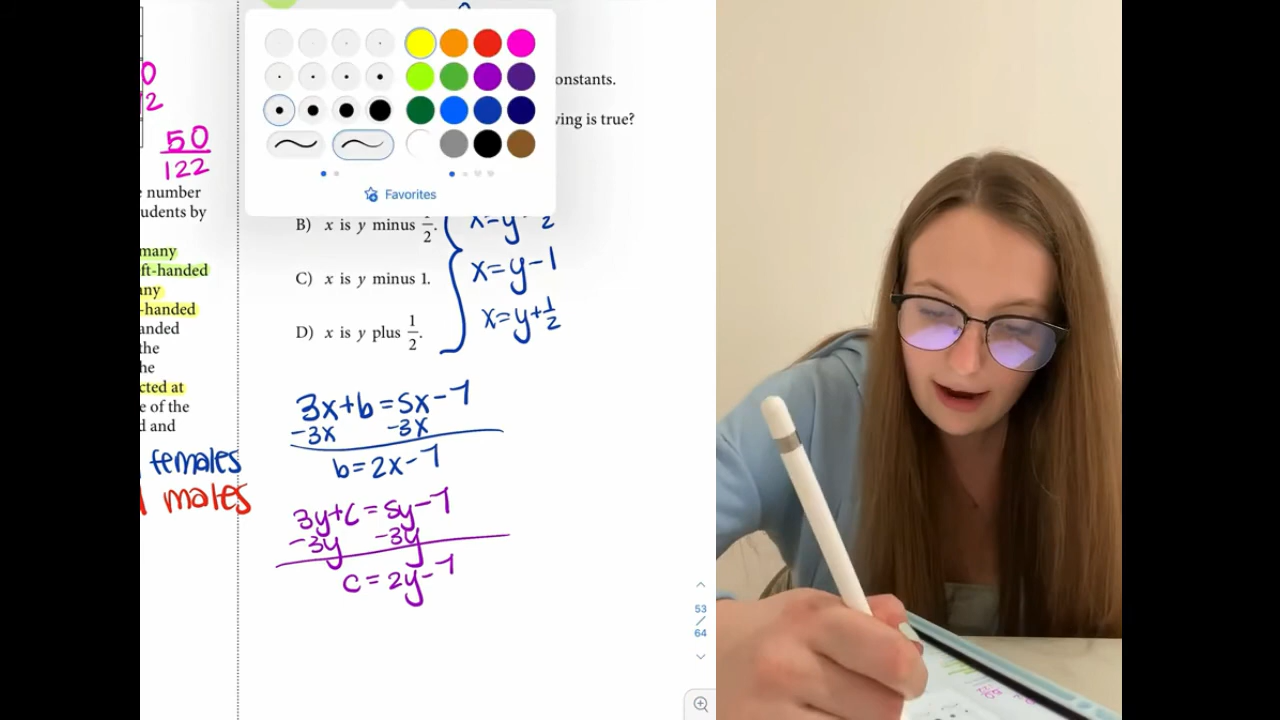 0
2
50
122
number
udents by
many
ft-handed
any
-handed
anded
the
he
cted at
e of the
d and
females
males
Favorites
onstants.
ving is true?
B) x is y minus 1/2.
C) x is y minus 1.
D) x is y plus 1/2.
x=y-1
x=y+1/2
3x+b=5x-7
-3x -3x
b=2x-7
3y+c=5y-7
-3y -3y
c=2y-7
53
/
64